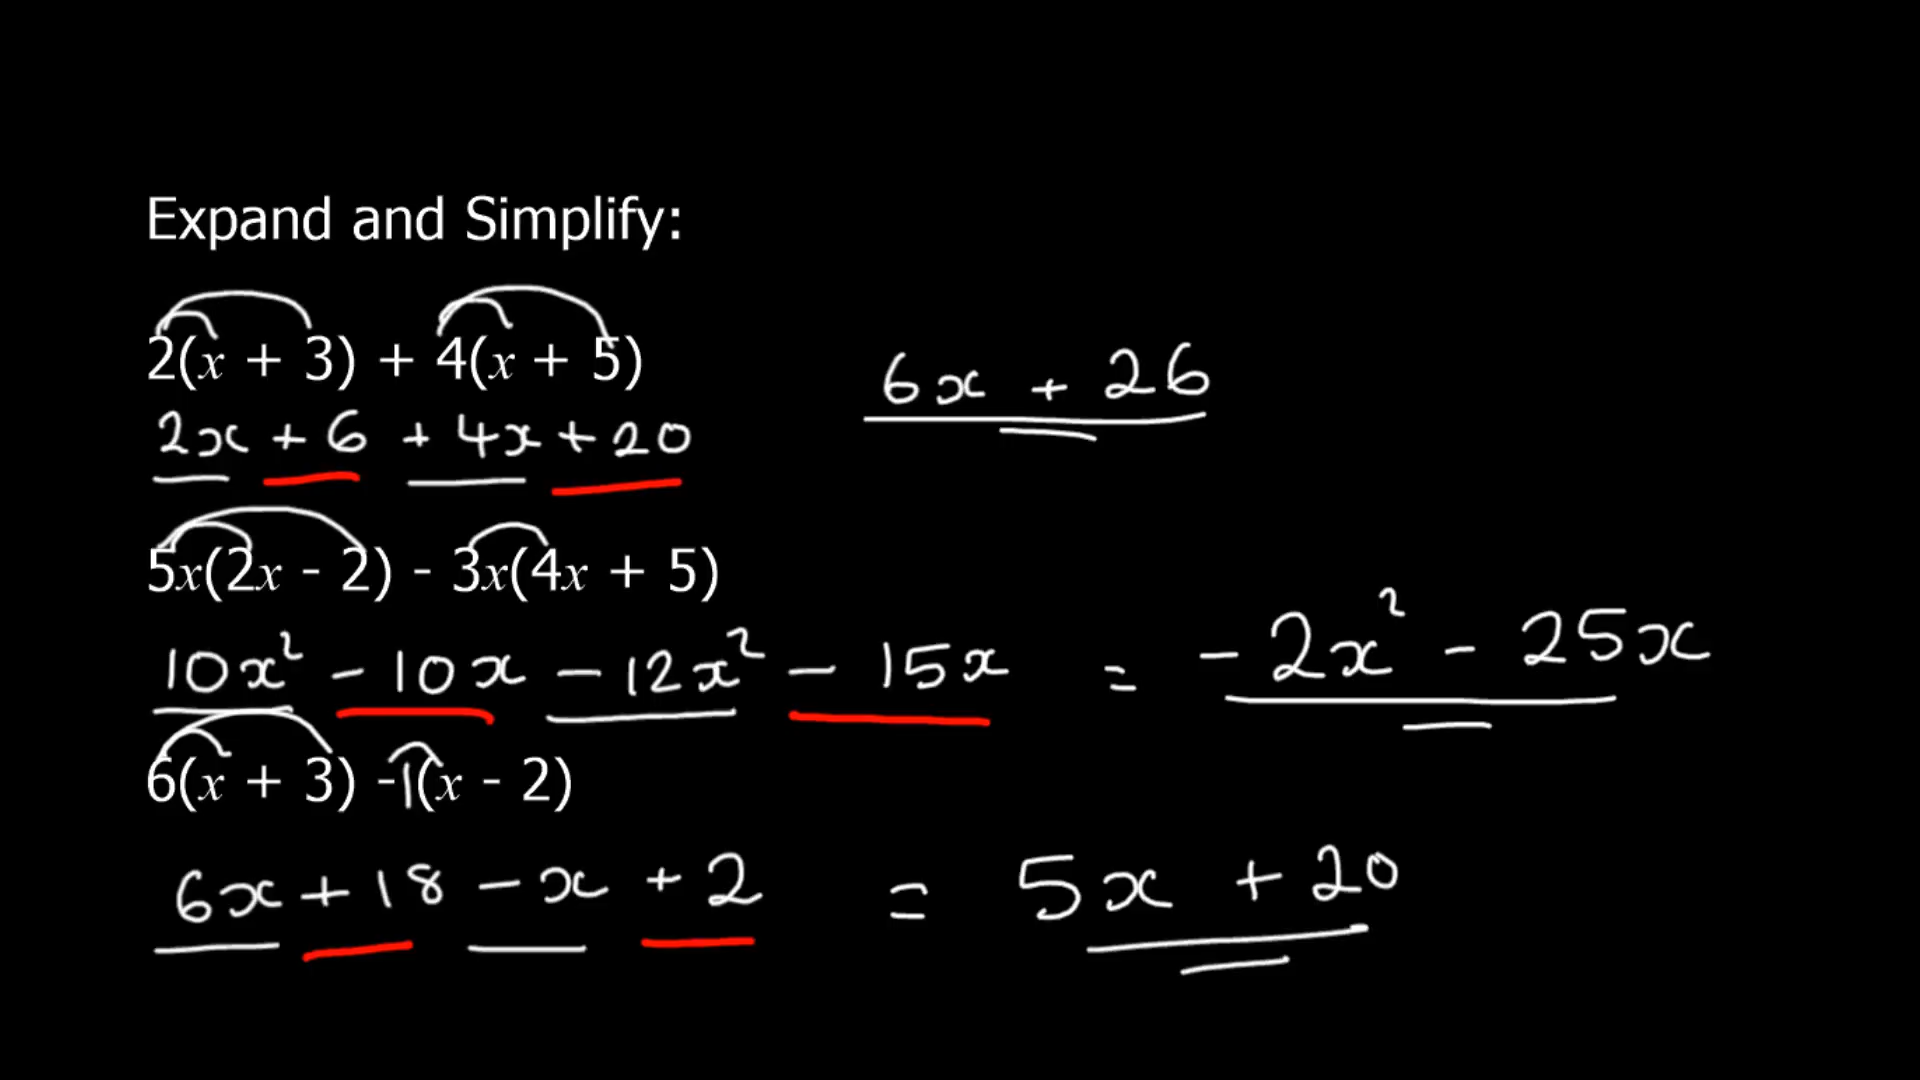 Expand and Simplify:
2(x + 3) + 4(x + 5)
6x + 26
2x + 6 + 4x + 20
5x(2x - 2) - 3x(4x + 5)
10x² - 10x - 12x² - 15x = -2x² - 25x
6(x + 3) -1(x - 2)
6x + 18 - x + 2 = 5x + 20